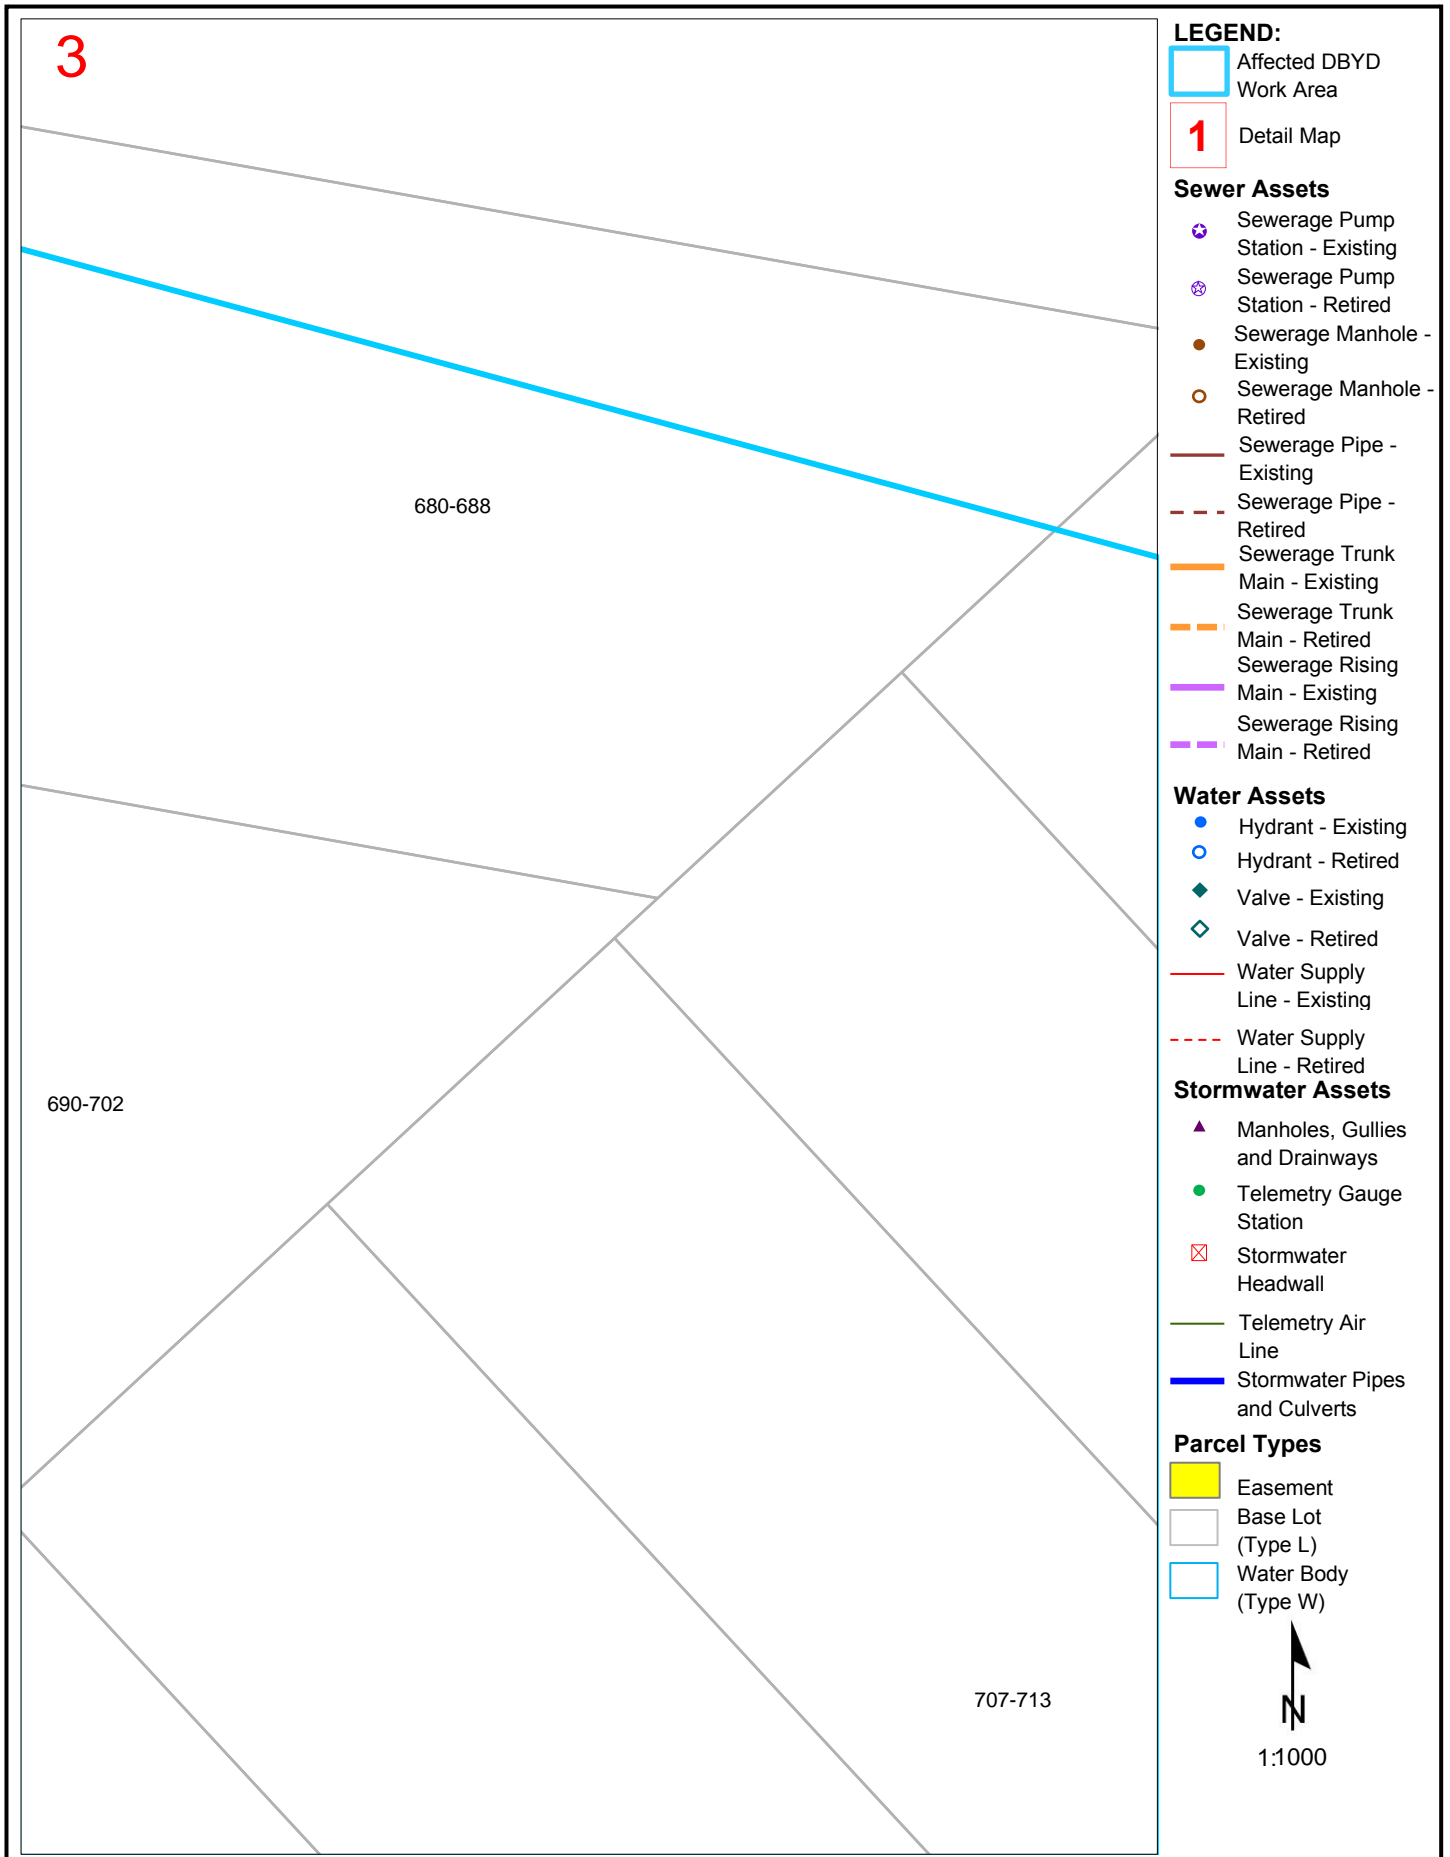 3
680-688
690-702
707-713
LEGEND:
Affected DBYD
Work Area
1
Detail Map
Sewer Assets
Sewerage Pump
Station - Existing
Sewerage Pump
Station - Retired
Sewerage Manhole -
Existing
Sewerage Manhole -
Retired
Sewerage Pipe -
Existing
Sewerage Pipe -
Retired
Sewerage Trunk
Main - Existing
Sewerage Trunk
Main - Retired
Sewerage Rising
Main - Existing
Sewerage Rising
Main - Retired
Water Assets
Hydrant - Existing
Hydrant - Retired
Valve - Existing
Valve - Retired
Water Supply
Line - Existing
Water Supply
Line - Retired
Stormwater Assets
Manholes, Gullies
and Drainways
Telemetry Gauge
Station
Stormwater
Headwall
Telemetry Air
Line
Stormwater Pipes
and Culverts
Parcel Types
Easement
Base Lot
(Type L)
Water Body
(Type W)
N
1:1000